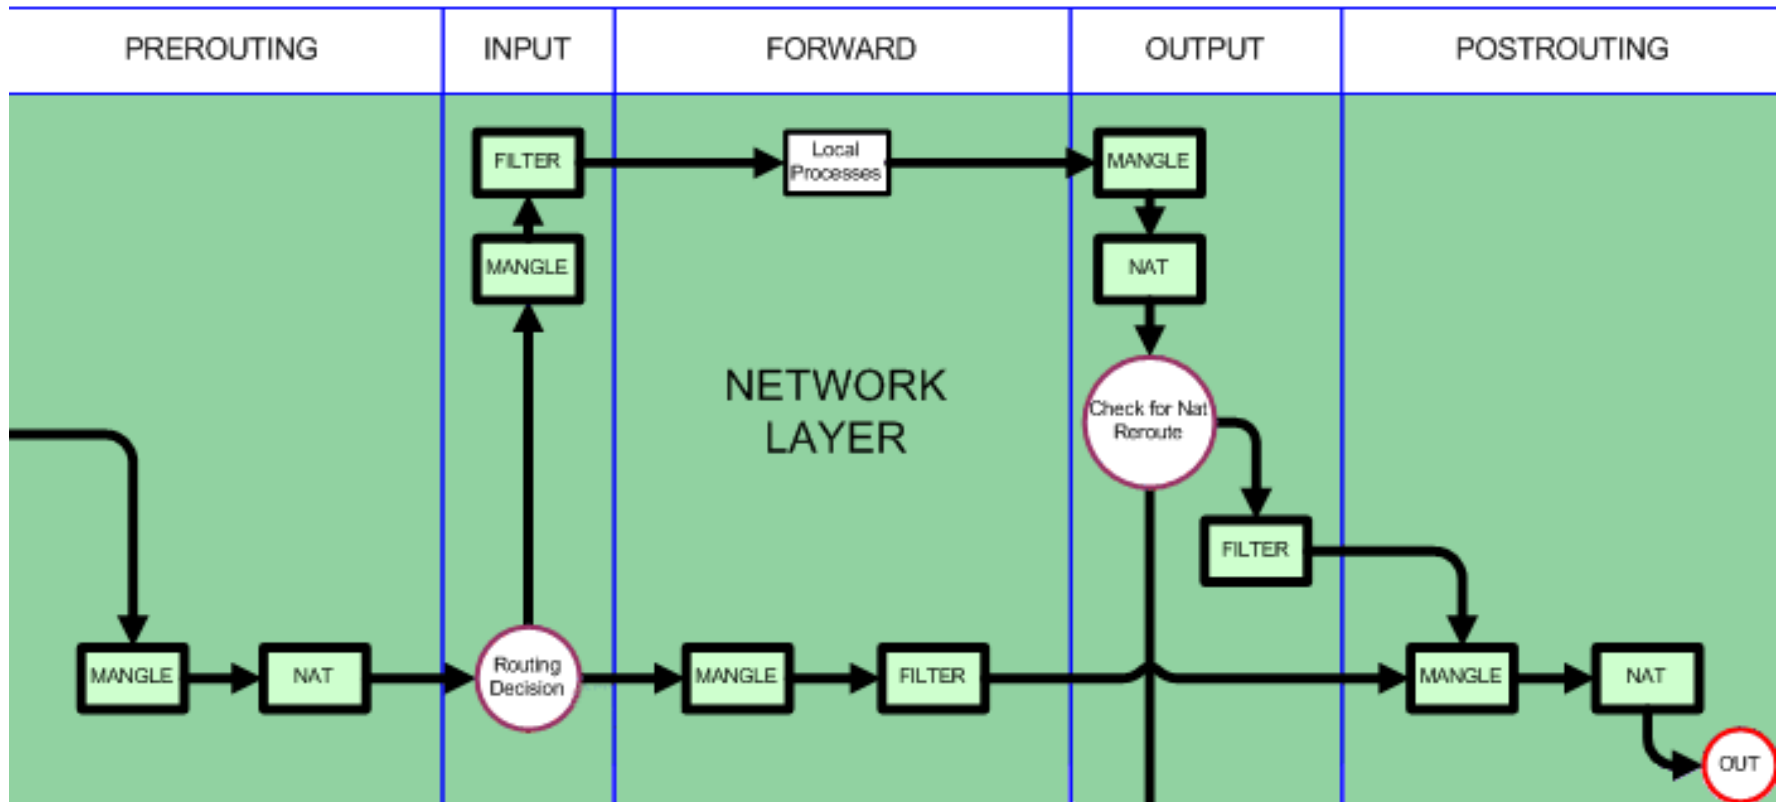 PREROUTING
INPUT
FORWARD
OUTPUT
POSTROUTING
FILTER
Local
Processes
MANGLE
MANGLE
NAT
NETWORK
LAYER
Check for Nat
Reroute
FILTER
MANGLE
NAT
Routing
Decision
MANGLE
FILTER
MANGLE
NAT
OUT